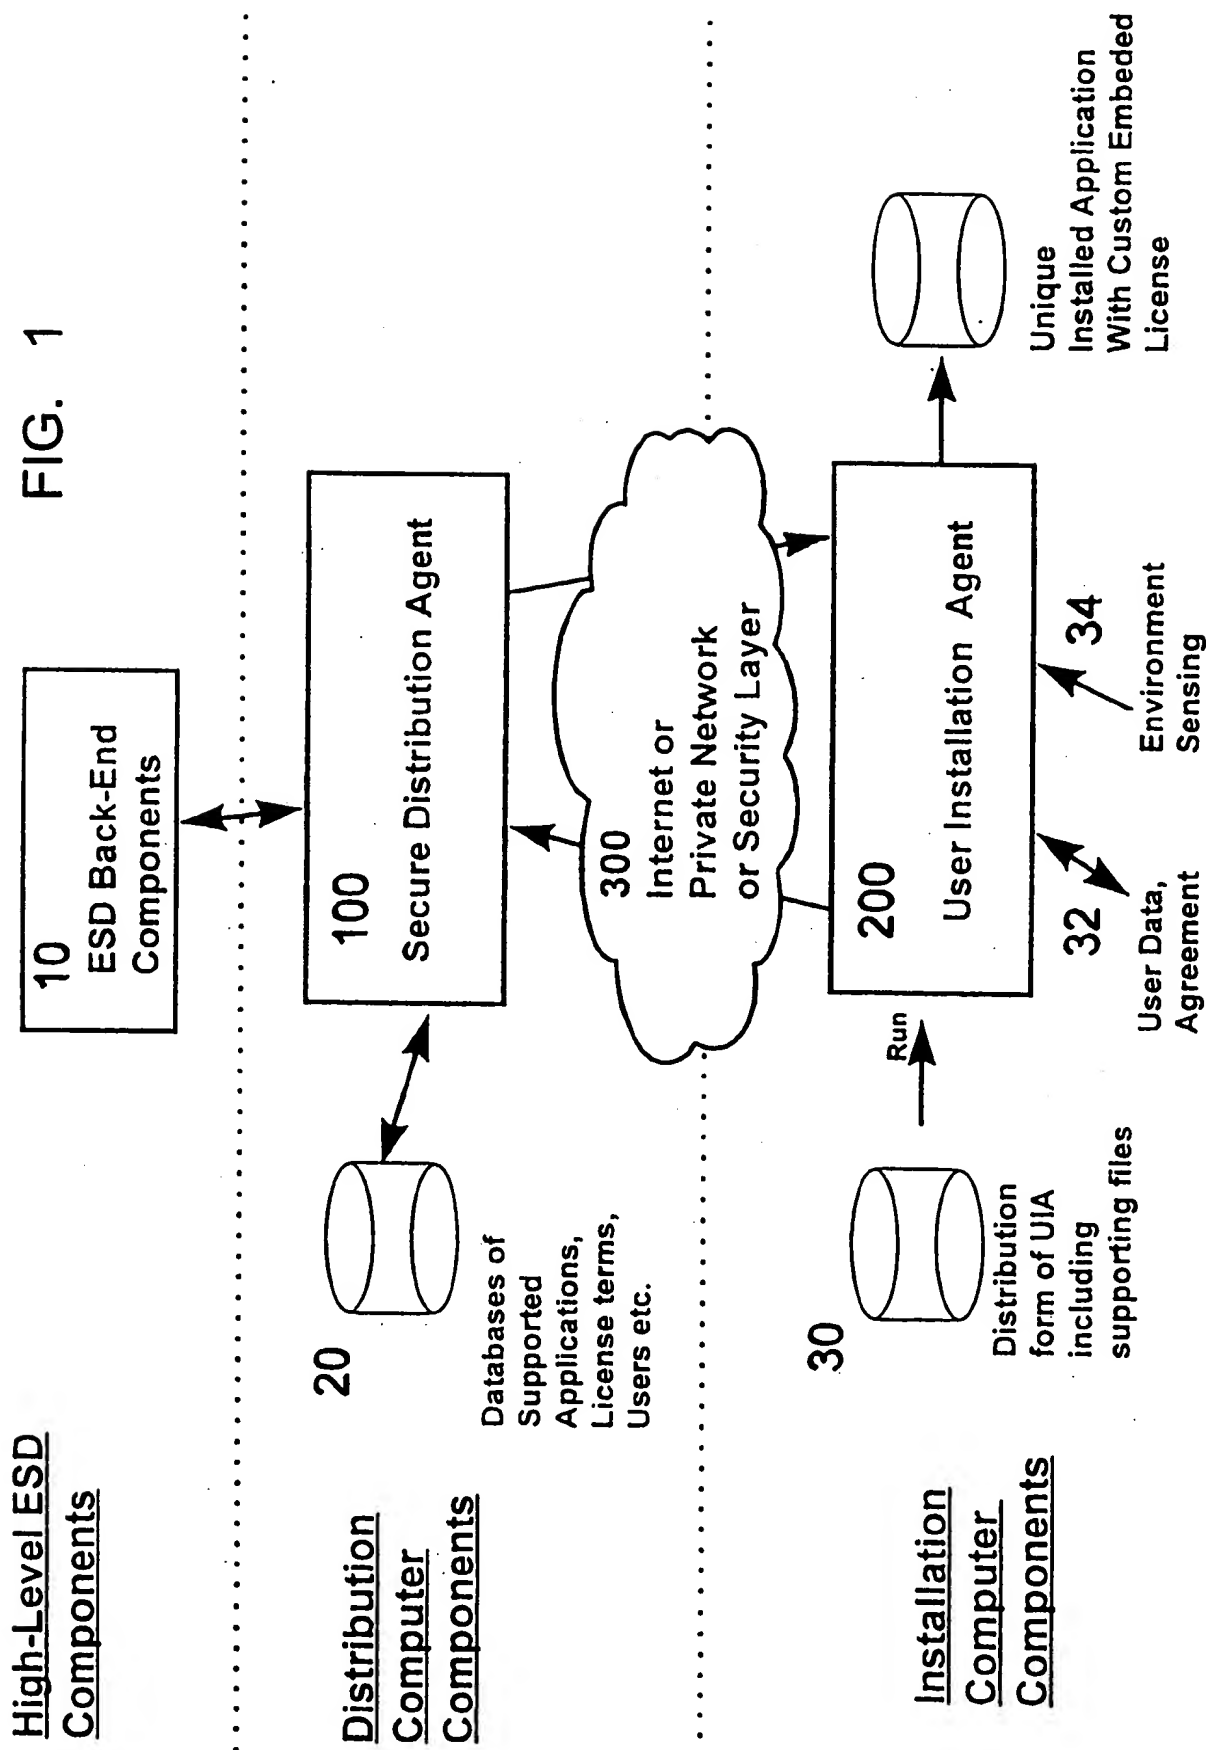 FIG. 1
High-Level ESD
Components
10
ESD Back-End
Components
Distribution
Computer
Components
20
Databases of
Supported
Applications,
License terms,
Users etc.
100
Secure Distribution Agent
300
Internet or
Private Network
or Security Layer
Installation
Computer
Components
30
Distribution
form of UIA
including
supporting files
Run
200
User Installation Agent
32
User Data,
Agreement
34
Environment
Sensing
Unique
Installed Application
With Custom Embeded
License